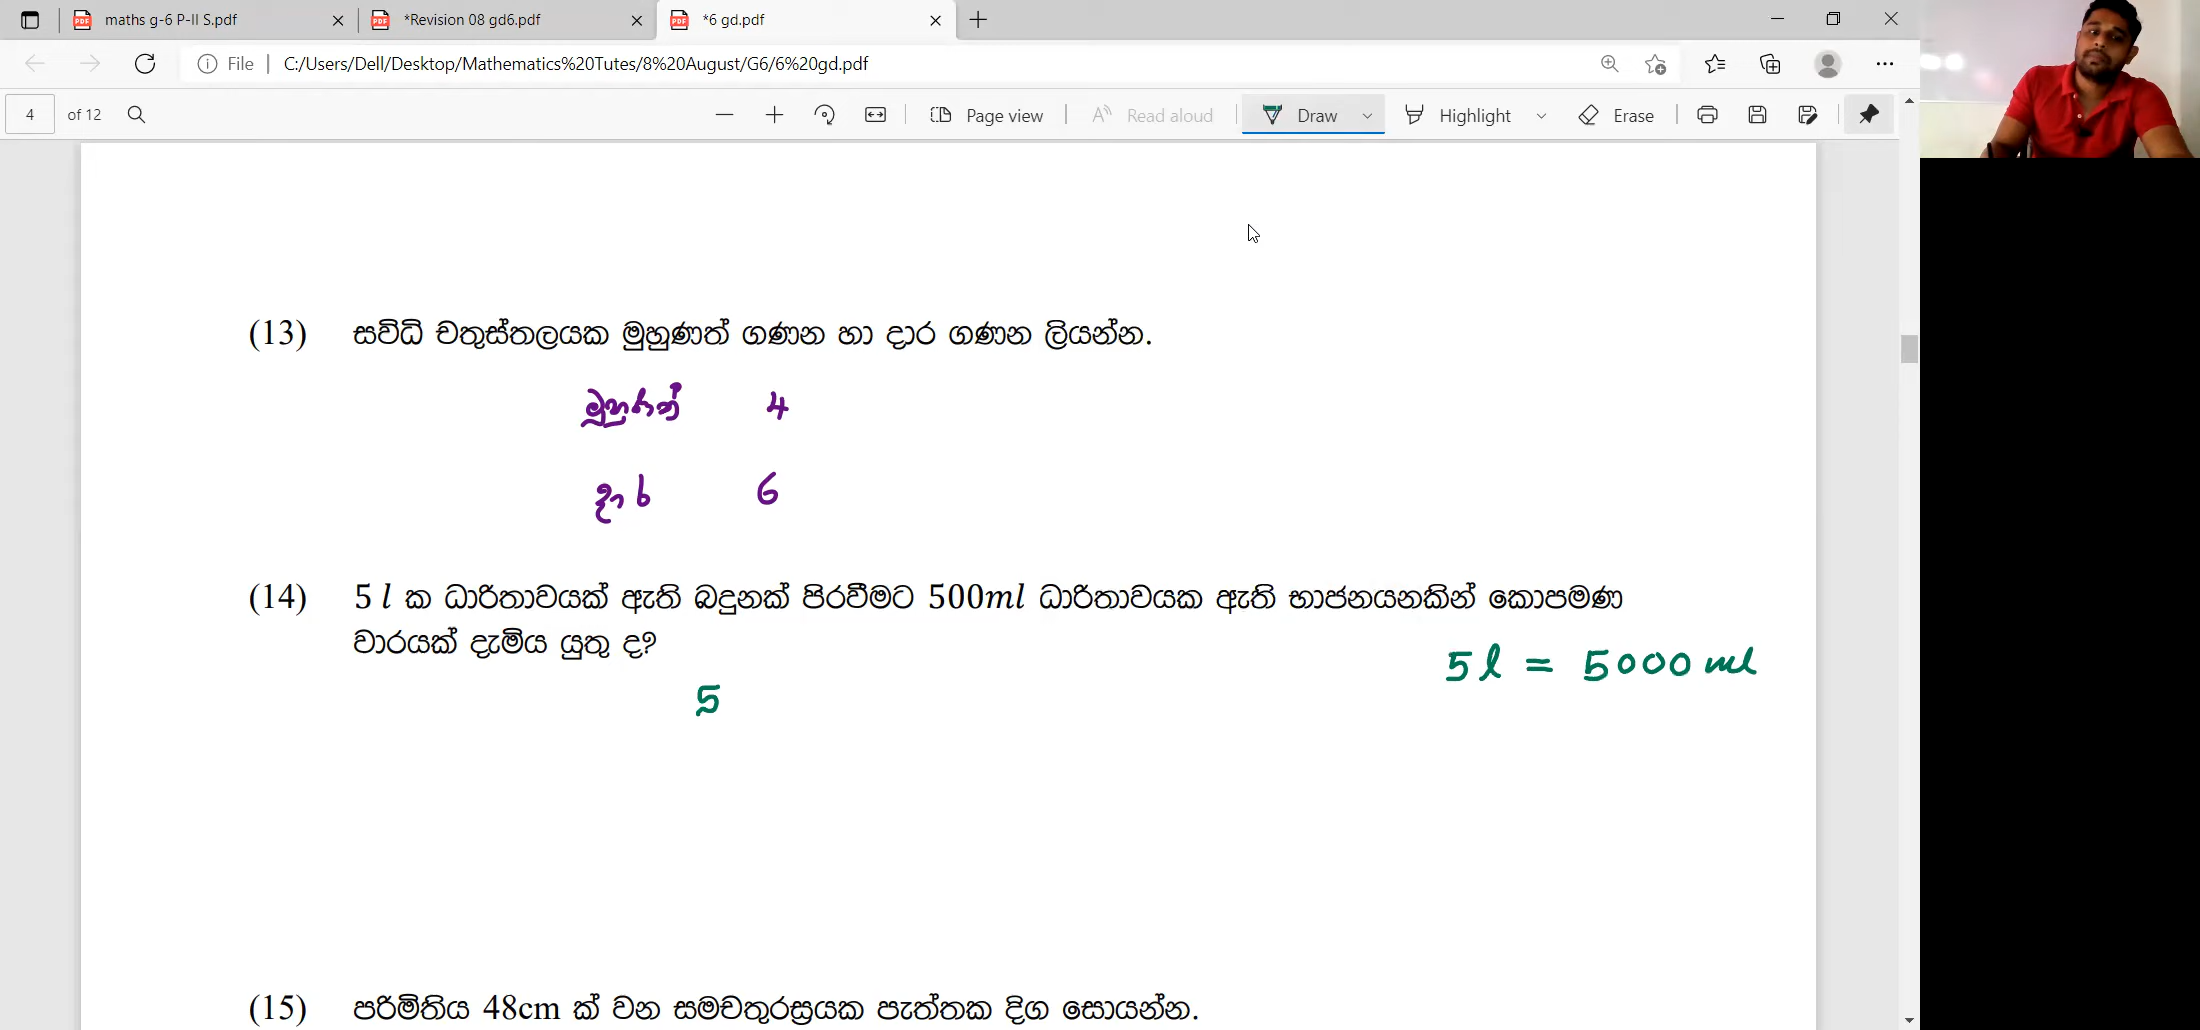 maths g-6 P-II S.pdf
*Revision 08 gd6.pdf
*6 gd.pdf
File
C:/Users/Dell/Desktop/Mathematics%20Tutes/8%20August/G6/6%20gd.pdf
4 of 12
Page view
Read aloud
Draw
Highlight
Erase
(13) සවිධි චතුස්තලයක මුහුණත් ගණන හා දාර ගණන ලියන්න.
මුහුණත් 4
දාර 6
(14) 5 l ක ධාරිතාවයක් ඇති බදුනක් පිරවීමට 500ml ධාරිතාවයක ඇති භාජනයනකින් කොපමණ
වාරයක් දැමිය යුතු ද?
5 l = 5000 ml
5
(15) පරිමිතිය 48cm ක් වන සමචතුරස්‍රයක පැත්තක දිග සොයන්න.